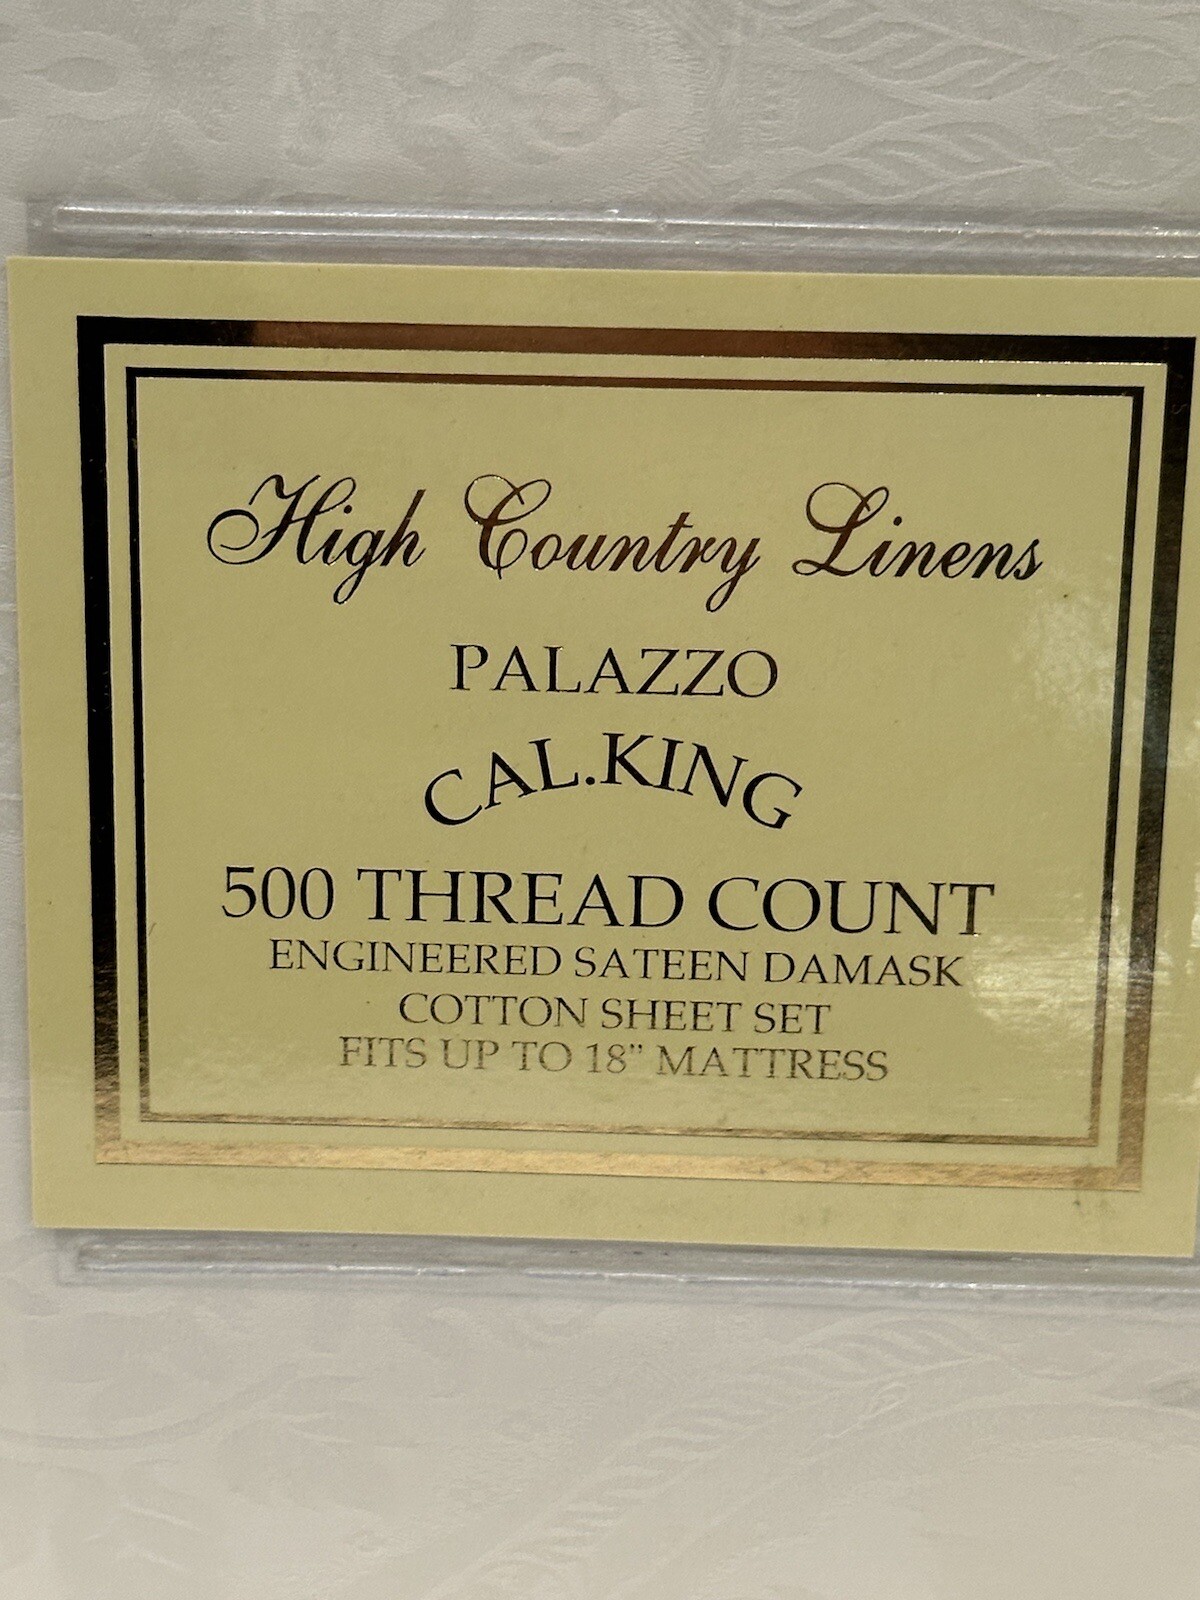 High Country Linens
PALAZZO
CAL.KING
500 THREAD COUNT
ENGINEERED SATEEN DAMASK
COTTON SHEET SET
FITS UP TO 18" MATTRESS